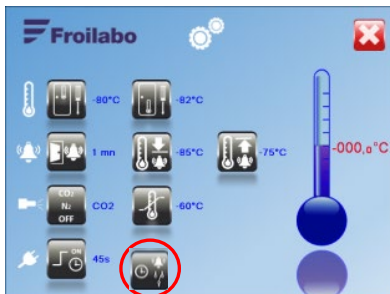 Froilabo
-80°C -82°C
1 mn -85°C -75°C
-000,0°C
CO2 N2 OFF CO2 -60°C
ON 45s